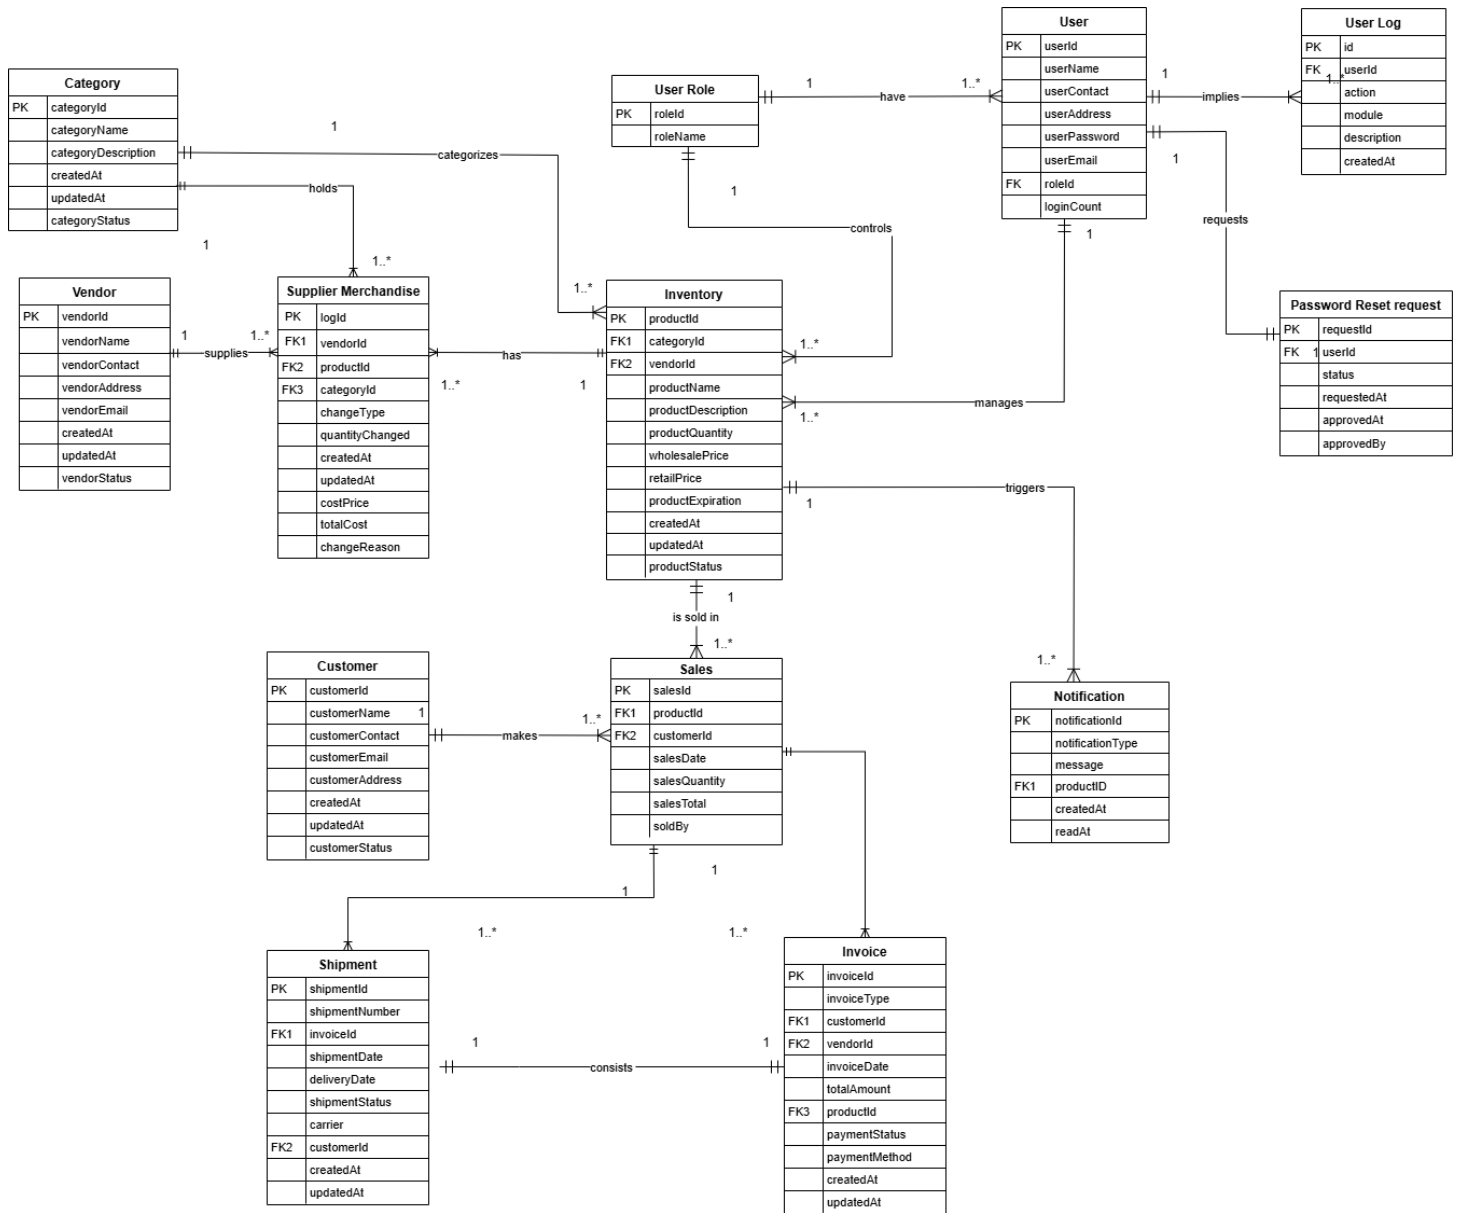 User
PK userId
userName
userContact
userAddress
userPassword
userEmail
FK roleId
loginCount
User Log
PK id
FK userId
action
module
description
createdAt
1
1..*
implies
Category
PK categoryId
categoryName
categoryDescription
createdAt
updatedAt
categoryStatus
User Role
PK roleId
roleName
1
have
1..*
1
categorizes
1..*
holds
1
1..*
1
controls
1..*
1
requests
1
1
manages
1..*
Vendor
PK vendorId
vendorName
vendorContact
vendorAddress
vendorEmail
createdAt
updatedAt
vendorStatus
1
supplies
1..*
Supplier Merchandise
PK logId
FK1 vendorId
FK2 productId
FK3 categoryId
changeType
quantityChanged
createdAt
updatedAt
costPrice
totalCost
changeReason
1..*
has
1
Inventory
PK productId
FK1 categoryId
FK2 vendorId
productName
productDescription
productQuantity
wholesalePrice
retailPrice
productExpiration
createdAt
updatedAt
productStatus
Password Reset request
PK requestId
FK userId
status
requestedAt
approvedAt
approvedBy
1
triggers
1..*
1
is sold in
1..*
Customer
PK customerId
customerName
customerContact
customerEmail
customerAddress
createdAt
updatedAt
customerStatus
1
makes
1..*
Sales
PK salesId
FK1 productId
FK2 customerId
salesDate
salesQuantity
salesTotal
soldBy
Notification
PK notificationId
notificationType
message
FK1 productID
createdAt
readAt
1
1
1..*
1..*
Shipment
PK shipmentId
shipmentNumber
FK1 invoiceId
shipmentDate
deliveryDate
shipmentStatus
carrier
FK2 customerId
createdAt
updatedAt
1
consists
1
Invoice
PK invoiceId
invoiceType
FK1 customerId
FK2 vendorId
invoiceDate
totalAmount
FK3 productId
paymentStatus
paymentMethod
createdAt
updatedAt